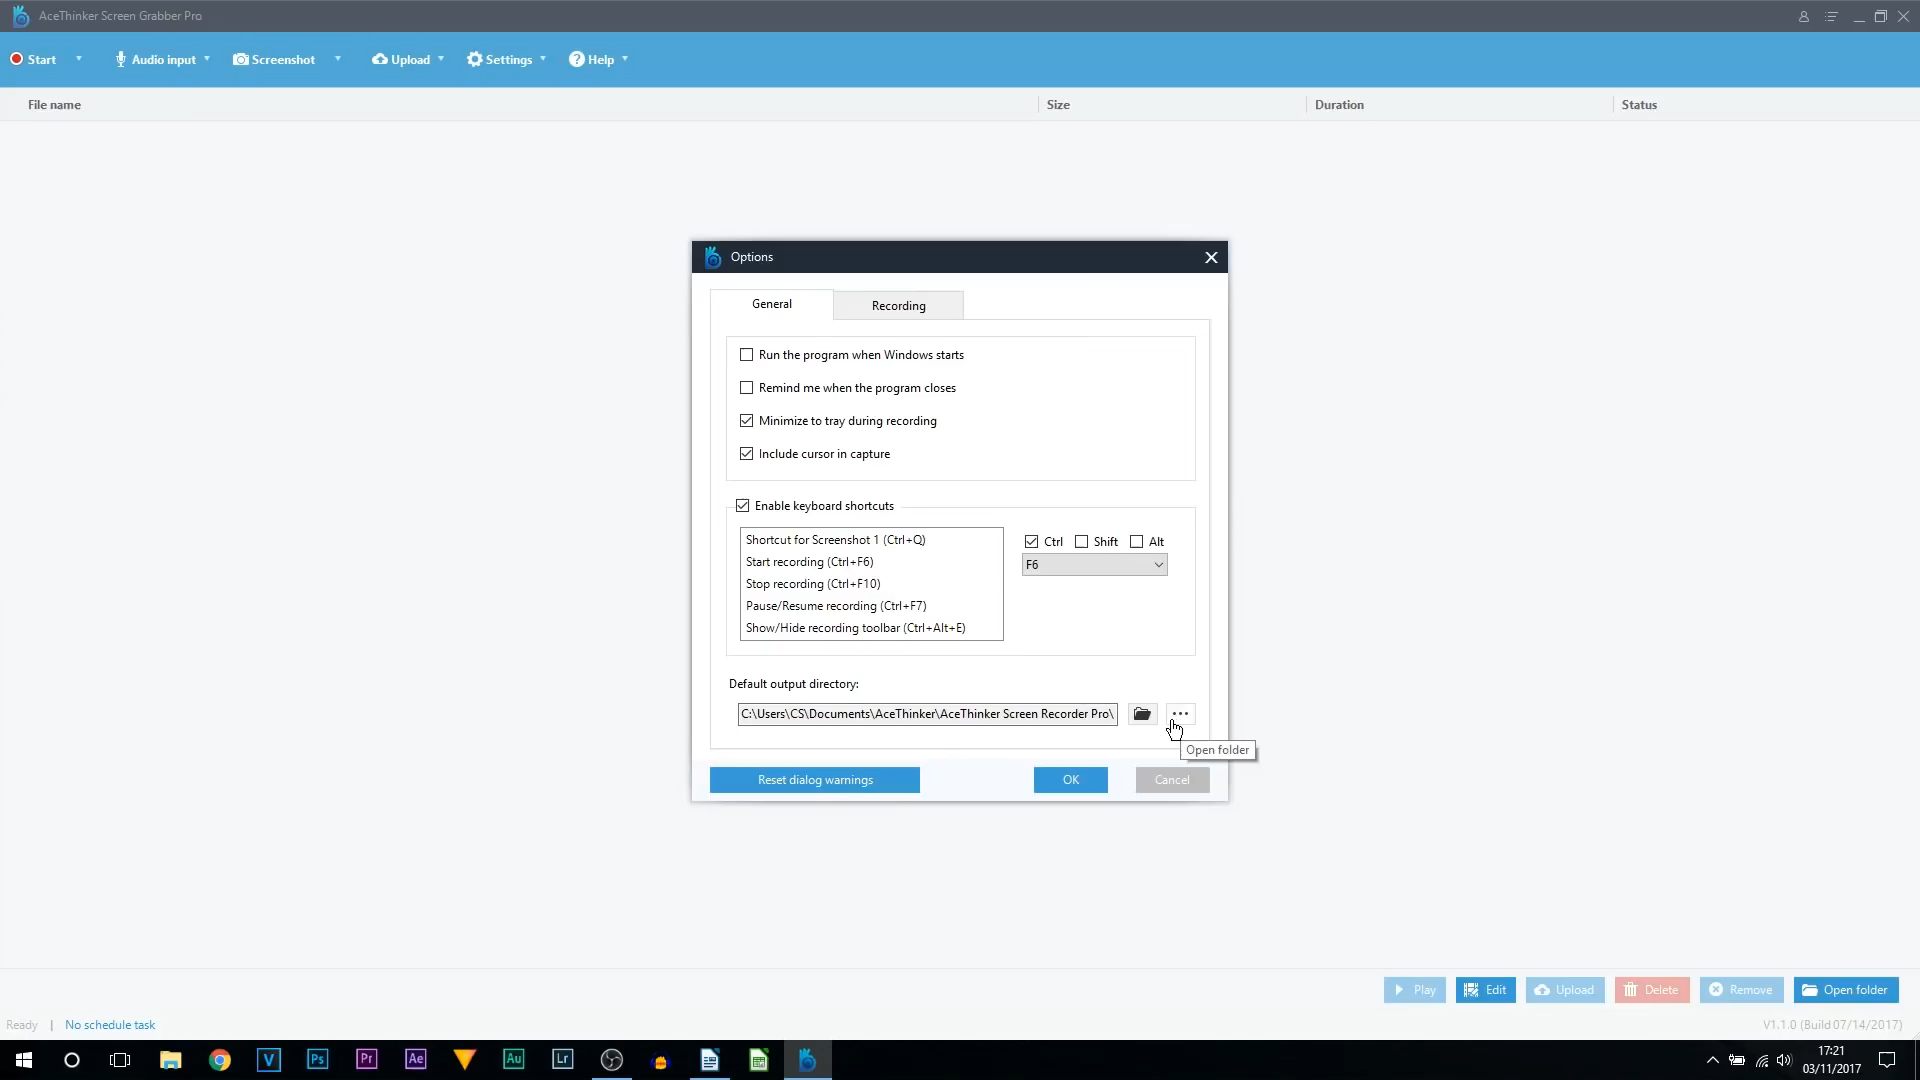 AceThinker Screen Grabber Pro
Start
Audio input
Screenshot
Upload
Settings
? Help
File name
Size
Duration
Status
Options
General
Recording
Run the program when Windows starts
Remind me when the program closes
Minimize to tray during recording
Include cursor in capture
Enable keyboard shortcuts
Shortcut for Screenshot 1 (Ctrl+Q)
Start recording (Ctrl+F6)
Stop recording (Ctrl+F10)
Pause/Resume recording (Ctrl+F7)
Show/Hide recording toolbar (Ctrl+Alt+E)
Ctrl
Shift
Alt
F6
Default output directory:
C:\Users\CS\Documents\AceThinker\AceThinker Screen Recorder Pro\
Open folder
Reset dialog warnings
OK
Cancel
Play
Edit
Upload
Delete
Remove
Open folder
Ready | No schedule task
V1.1.0 (Build 07/14/2017)
V
Ps
Pr
Ae
Au
Lr
17:21
03/11/2017